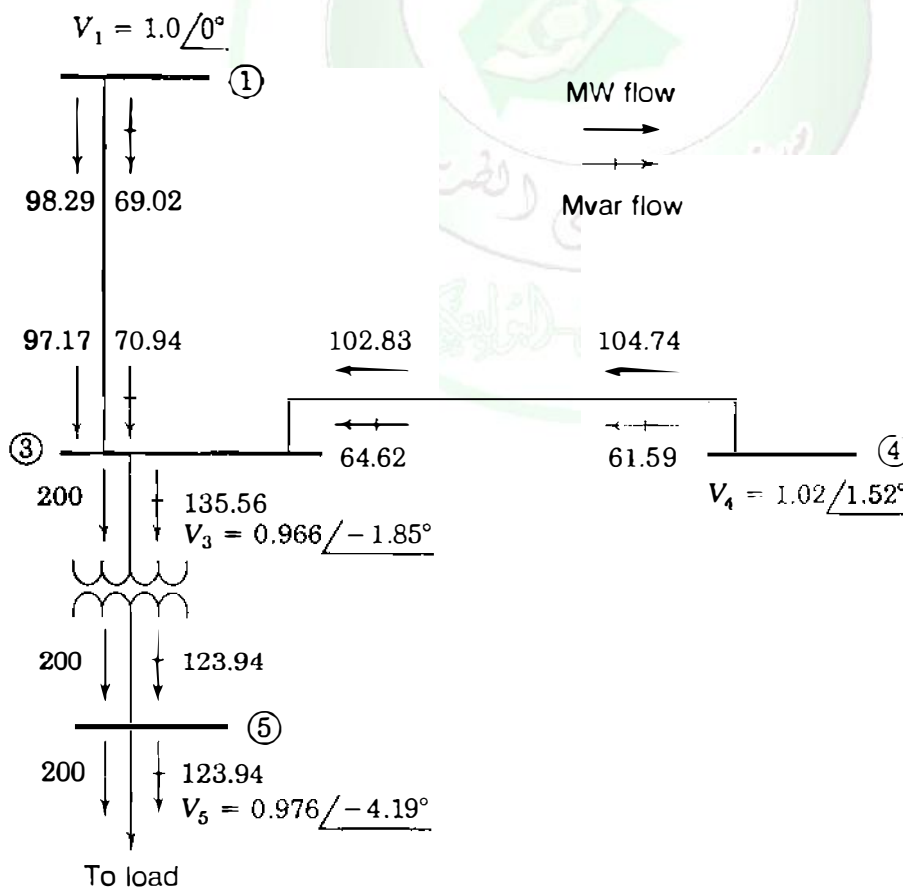 V₁ = 1.0/0°
①
MW flow
Mvar flow
98.29 69.02
97.17 70.94
102.83 104.74
③
64.62 61.59
④
200 135.56
V₃ = 0.966/−1.85°
V₄ = 1.02/1.52°
200 123.94
⑤
200 123.94
V₅ = 0.976/−4.19°
To load